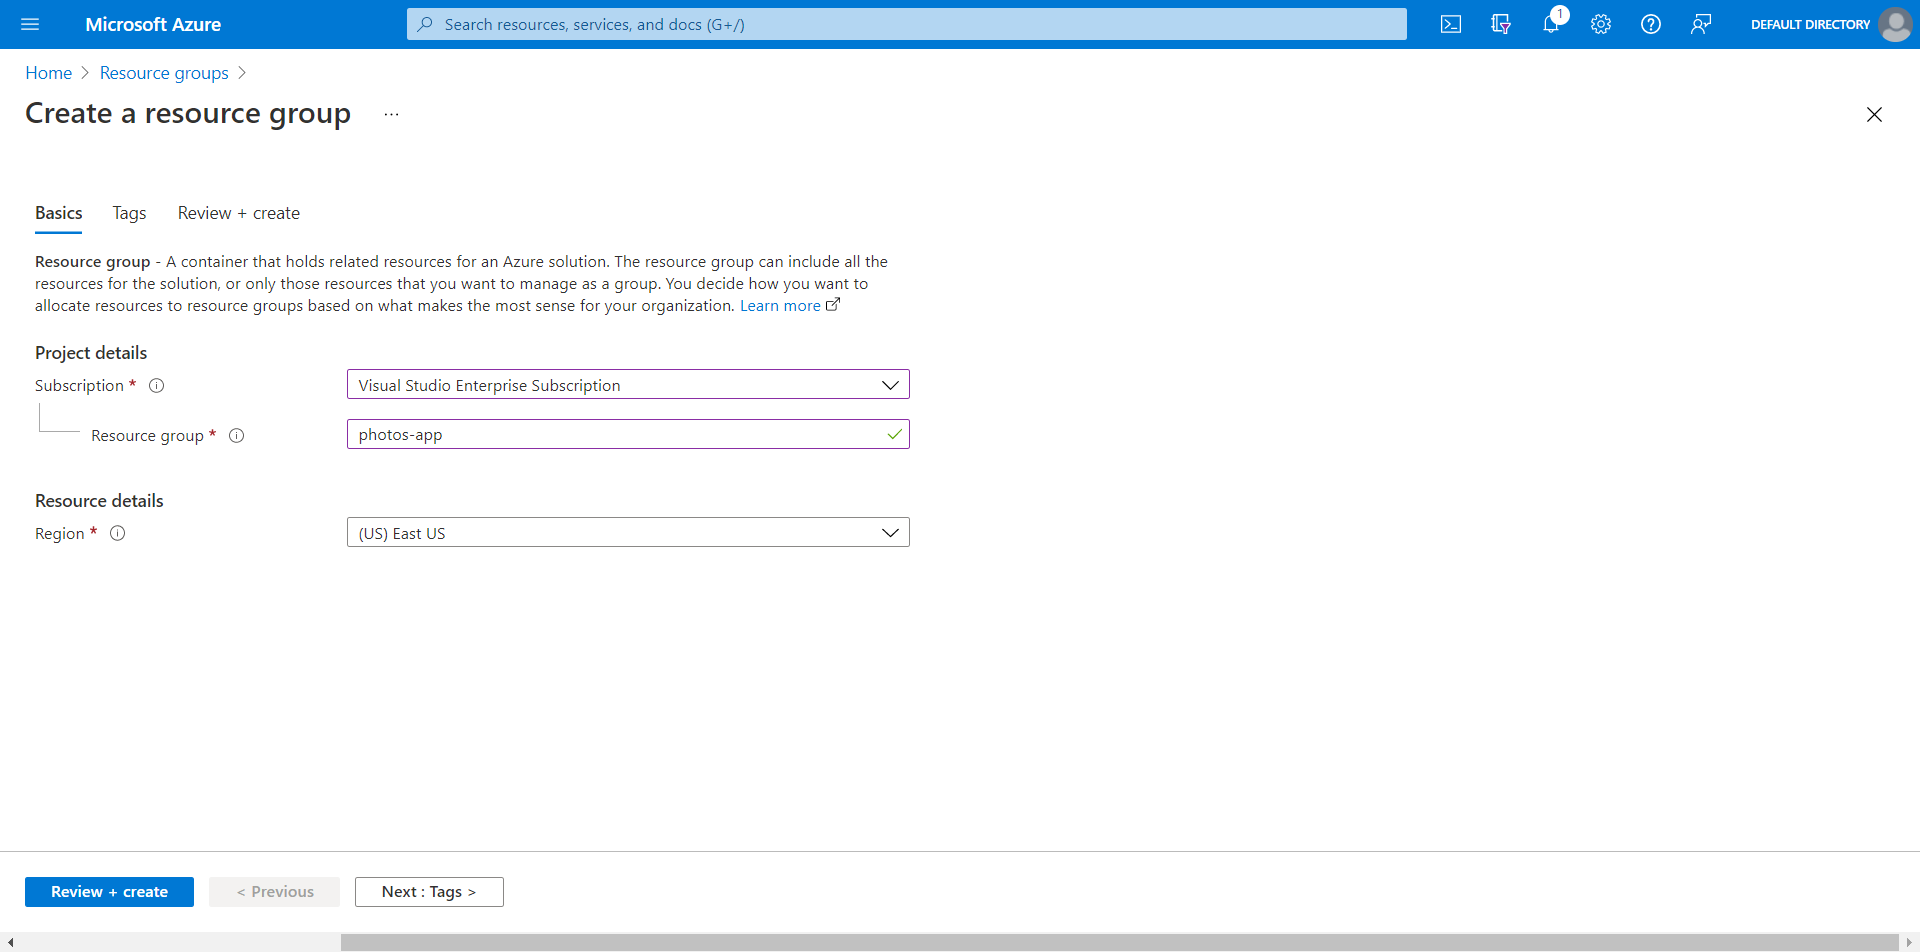 Microsoft Azure
Search resources, services, and docs (G+/)
1
DEFAULT DIRECTORY
Home > Resource groups >
Create a resource group ...
Basics Tags Review + create
Resource group - A container that holds related resources for an Azure solution. The resource group can include all the
resources for the solution, or only those resources that you want to manage as a group. You decide how you want to
allocate resources to resource groups based on what makes the most sense for your organization. Learn more
Project details
Subscription * Visual Studio Enterprise Subscription
Resource group * photos-app
Resource details
Region * (US) East US
Review + create < Previous Next : Tags >